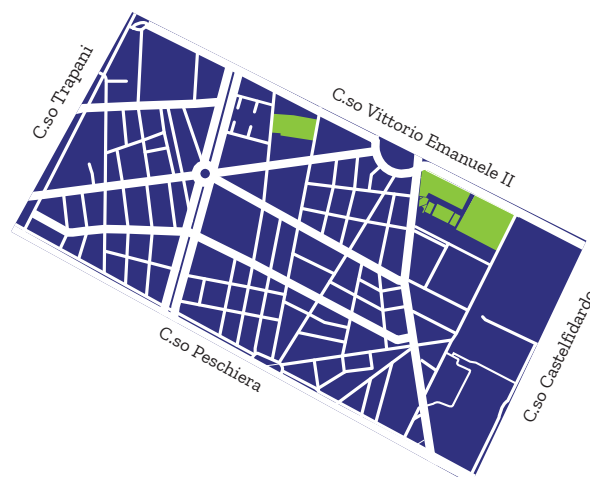 C.so Trapani
C.so Vittorio Emanuele II
C.so Peschiera
C.so Castelfidardo